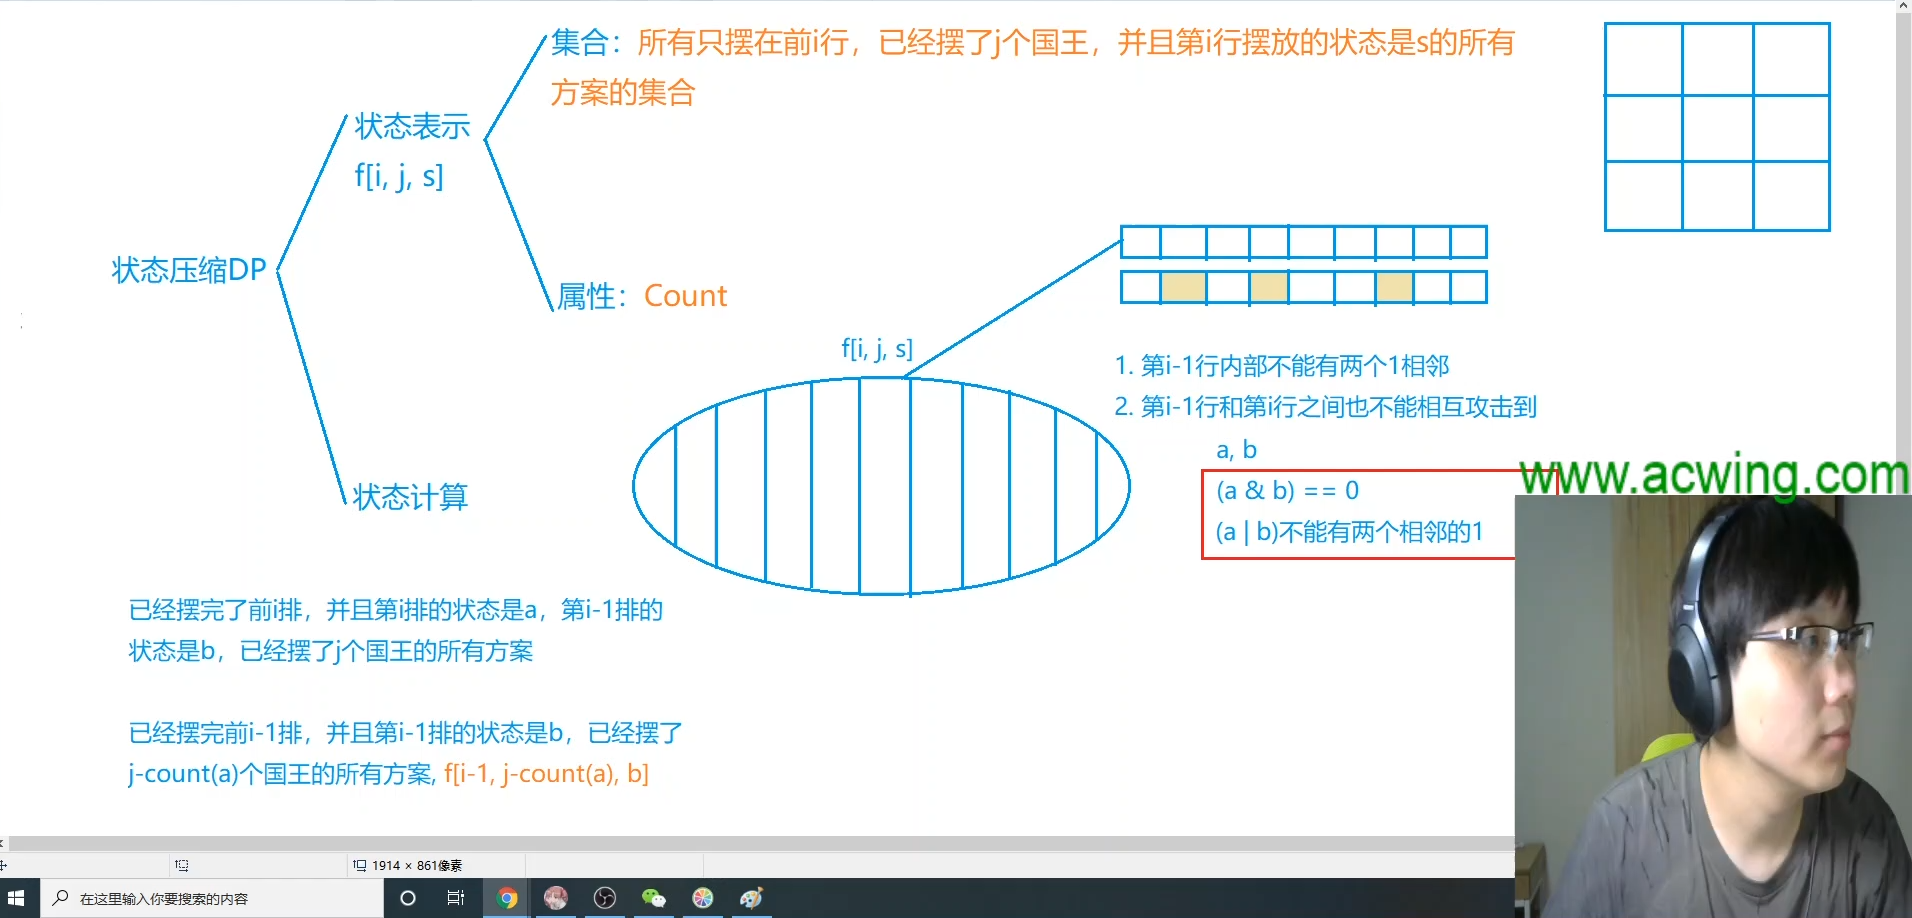 集合：所有只摆在前i行，已经摆了j个国王，并且第i行摆放的状态是s的所有
方案的集合
状态表示
f[i, j, s]
状态压缩DP
属性：Count
f[i, j, s]
1. 第i-1行内部不能有两个1相邻
2. 第i-1行和第i行之间也不能相互攻击到
a, b
(a & b) == 0
(a | b)不能有两个相邻的1
www.acwing.com
状态计算
已经摆完了前i排，并且第i排的状态是a，第i-1排的
状态是b，已经摆了j个国王的所有方案
已经摆完前i-1排，并且第i-1排的状态是b，已经摆了
j-count(a)个国王的所有方案, f[i-1, j-count(a), b]
1914 × 861像素
在这里输入你要搜索的内容